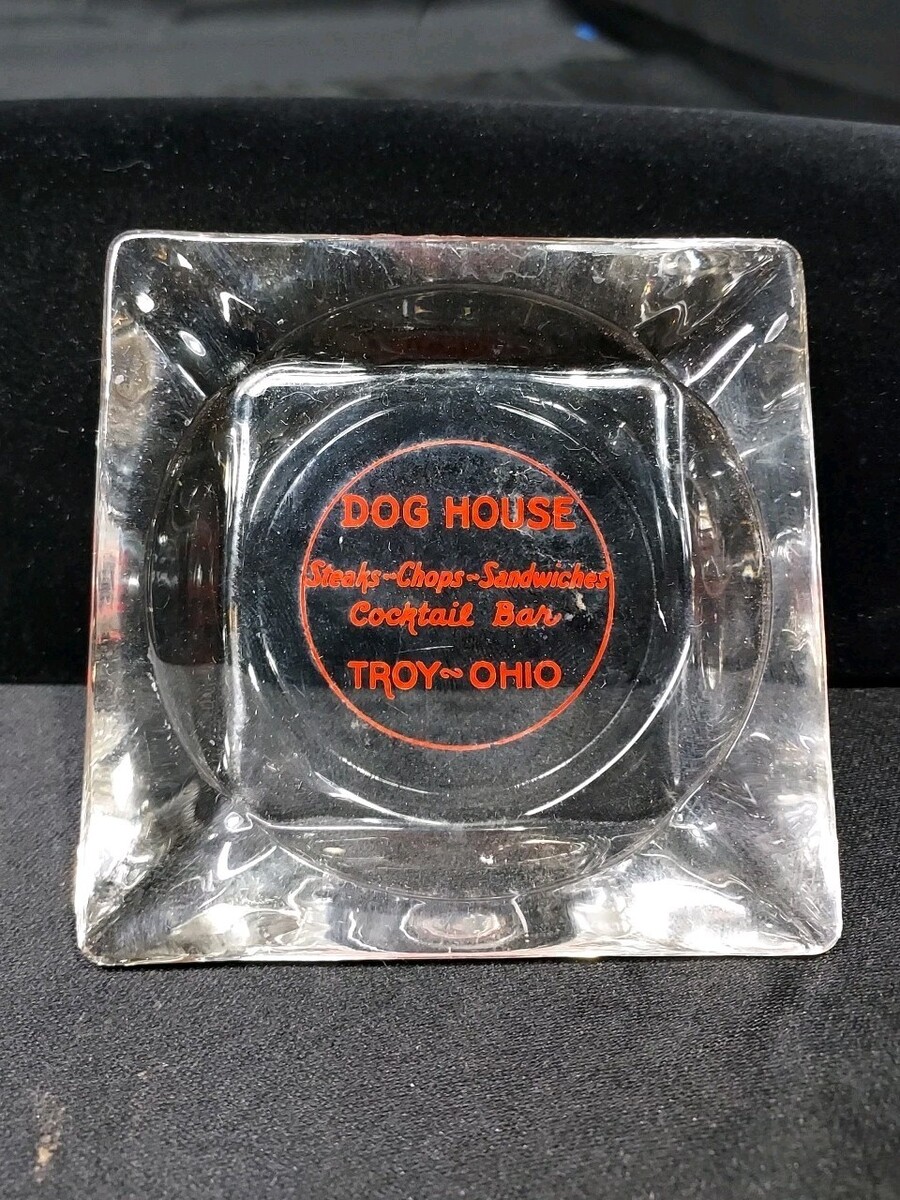 DOG HOUSE
Steaks~Chops~Sandwiches
Cocktail Bar
TROY~OHIO